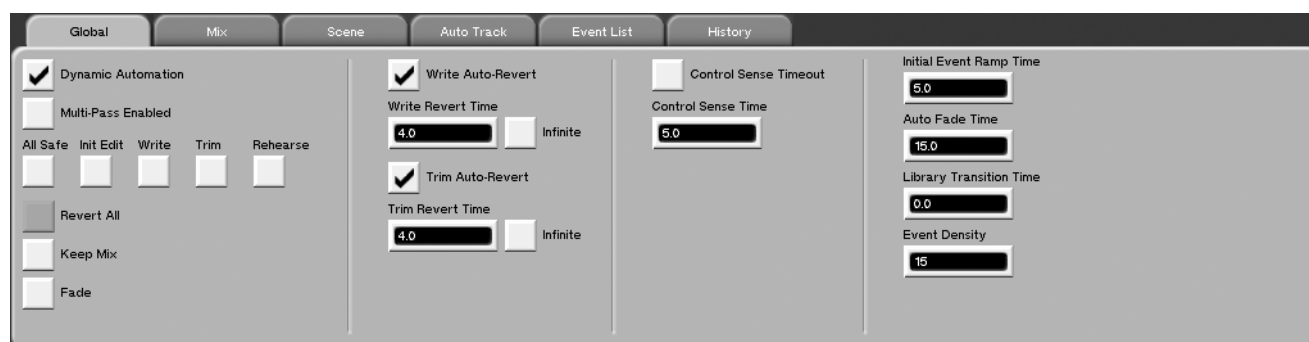 Global Mix Scene Auto Track Event List History
Dynamic Automation
Multi-Pass Enabled
All Safe Init Edit Write Trim Rehearse
Revert All
Keep Mix
Fade
Write Auto-Revert
Write Revert Time
4.0 Infinite
Trim Auto-Revert
Trim Revert Time
4.0 Infinite
Control Sense Timeout
Control Sense Time
5.0
Initial Event Ramp Time
5.0
Auto Fade Time
15.0
Library Transition Time
0.0
Event Density
15